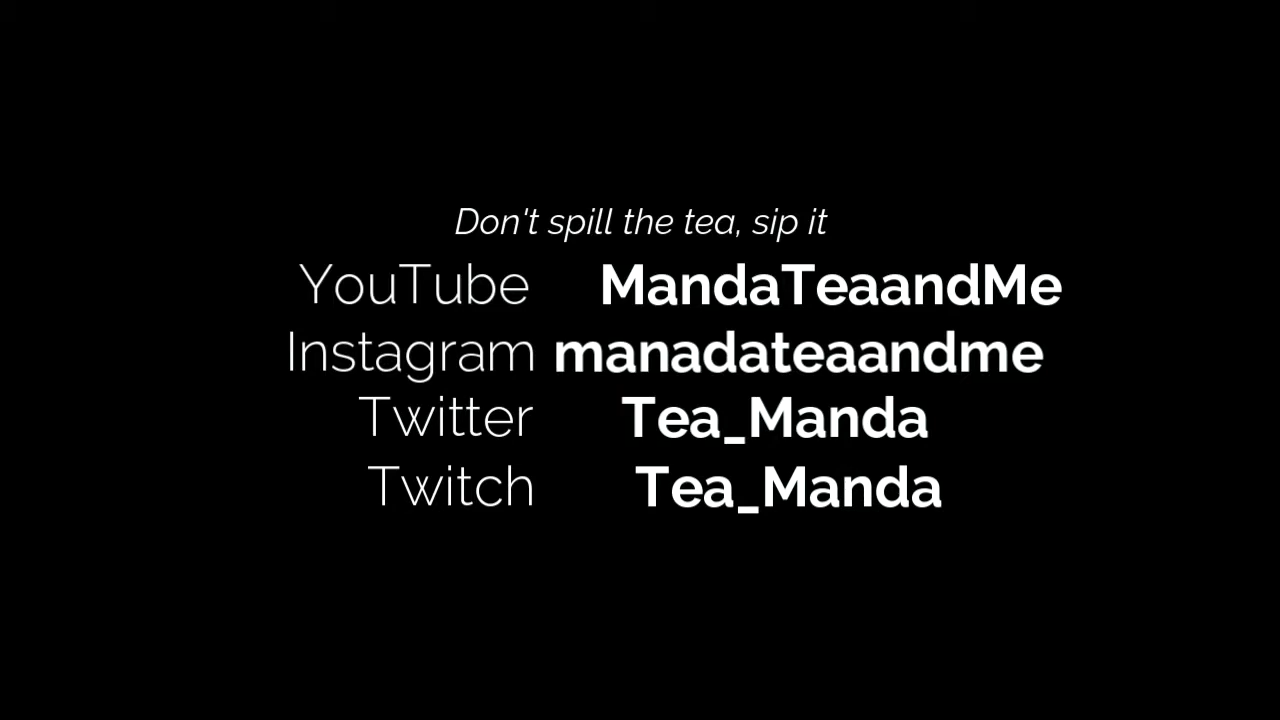 Don't spill the tea, sip it
YouTube MandaTeaandMe
Instagram manadateaandme
Twitter Tea_Manda
Twitch Tea_Manda